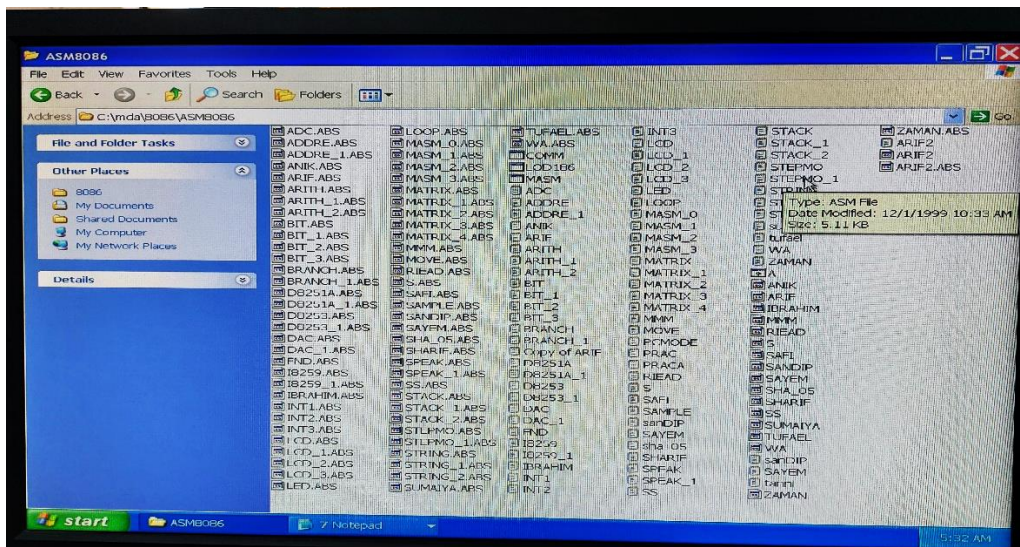 ASM8086
File Edit View Favorites Tools Help
Back Search Folders
Address C:\mda\8086\ASM8086 Go
File and Folder Tasks
Other Places
8086
My Documents
Shared Documents
My Computer
My Network Places
Details
ADC.ABS
ADDRE.ABS
ADDRE_1.ABS
ANIK.ABS
ARIF.ABS
ARITH.ABS
ARITH_1.ABS
ARITH_2.ABS
BIT.ABS
BIT_1.ABS
BIT_2.ABS
BIT_3.ABS
BRANCH.ABS
BRANCH_1.ABS
D8251A.ABS
D8251A_1.ABS
D8253.ABS
D8253_1.ABS
DAC.ABS
DAC_1.ABS
FND.ABS
I8259.ABS
I8259_1.ABS
IBRAHIM.ABS
INT1.ABS
INT2.ABS
INT3.ABS
LCD.ABS
LCD_1.ABS
LCD_2.ABS
LCD_3.ABS
LED.ABS
LOOP.ABS
MASM_0.ABS
MASM_1.ABS
MASM_2.ABS
MASM_3.ABS
MATRIX.ABS
MATRIX_1.ABS
MATRIX_2.ABS
MATRIX_3.ABS
MATRIX_4.ABS
MMM.ABS
MOVE.ABS
RIEAD.ABS
S.ABS
SAFI.ABS
SAMPLE.ABS
SANDIP.ABS
SAYEM.ABS
SHA_05.ABS
SHARIF.ABS
SPEAK.ABS
SPEAK_1.ABS
SS.ABS
STACK.ABS
STACK_1.ABS
STACK_2.ABS
STEPMO.ABS
STEPMO_1.ABS
STRING.ABS
STRING_1.ABS
STRING_2.ABS
SUMAIYA.ABS
TUFAEL.ABS
WA.ABS
COMM
LOD186
MASM
ADC
ADDRE
ADDRE_1
ANIK
ARIF
ARITH
ARITH_1
ARITH_2
BIT
BIT_1
BIT_2
BIT_3
BRANCH
BRANCH_1
Copy of ARIF
D8251A
D8251A_1
D8253
D8253_1
DAC
DAC_1
FND
I8259
I8259_1
IBRAHIM
INT1
INT2
INT3
LCD
LCD_1
LCD_2
LCD_3
LED
LOOP
MASM_0
MASM_1
MASM_2
MASM_3
MATRIX
MATRIX_1
MATRIX_2
MATRIX_3
MATRIX_4
MMM
MOVE
PCMODE
PRAC
PRACA
RIEAD
S
SAFI
SAMPLE
sanDIP
SAYEM
sha-05
SHARIF
SPEAK
SPEAK_1
SS
STACK
STACK_1
STACK_2
STEPMO
STEPMO_1
Type: ASM File
Date Modified: 12/1/1999 10:33 AM
Size: 5.11 KB
tufael
WA
ZAMAN
A
ANIK
ARIF
IBRAHIM
MMM
RIEAD
S
SAFI
SANDIP
SAYEM
SHA_05
SHARIF
SS
SUMAIYA
TUFAEL
WA
sanDIP
SAYEM
tanni
ZAMAN
ZAMAN.ABS
ARIF2
ARIF2
ARIF2.ABS
start ASM8086 7 Notepad 5:32 AM